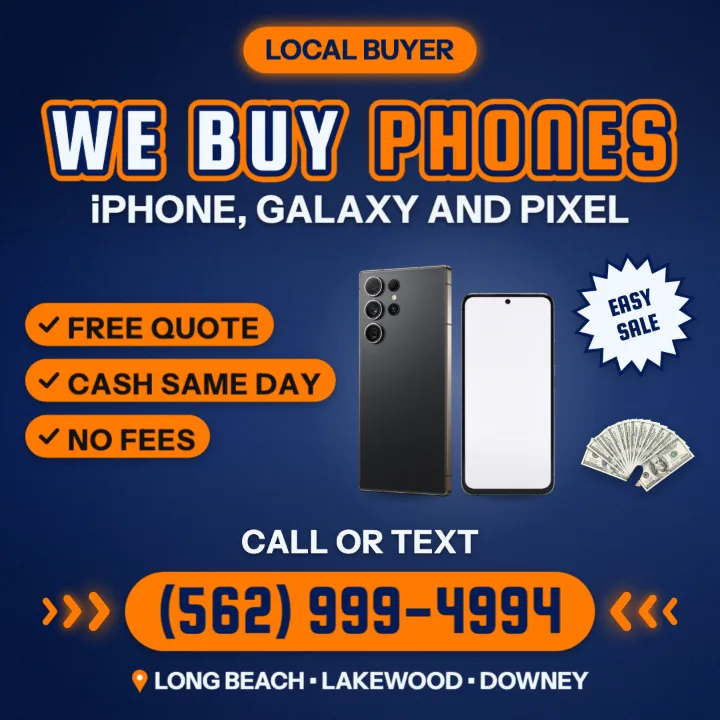 LOCAL BUYER
WE BUY PHONES
iPHONE, GALAXY AND PIXEL
EASY
SALE
FREE QUOTE
CASH SAME DAY
NO FEES
CALL OR TEXT
(562) 999-4994
LONG BEACH ▪ LAKEWOOD ▪ DOWNEY